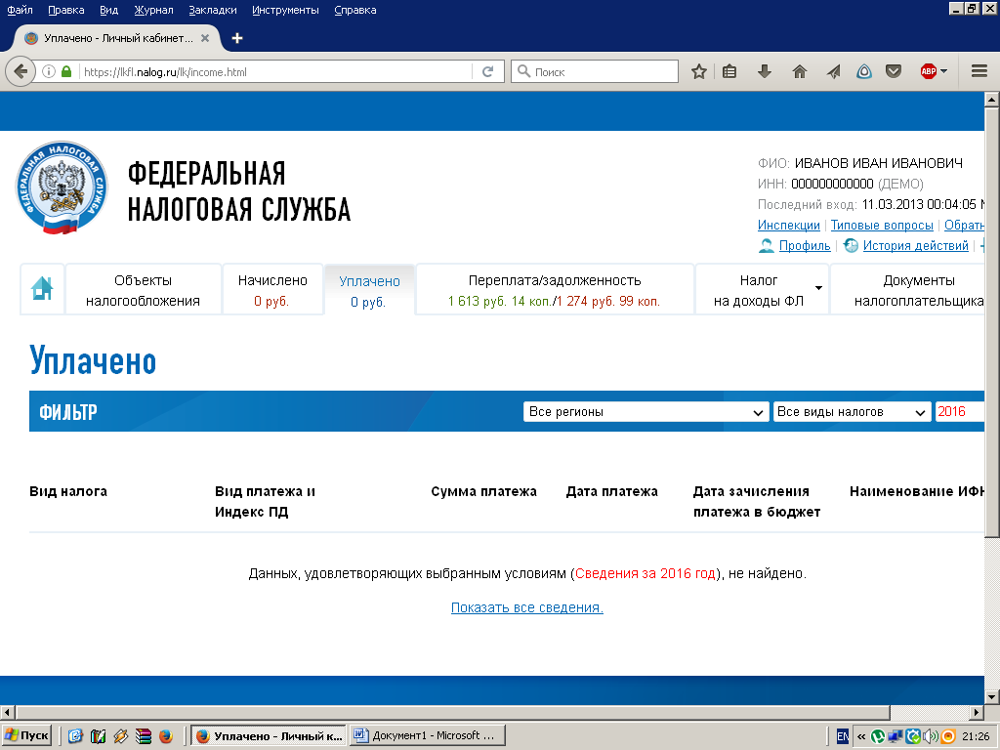 Файл Правка Вид Журнал Закладки Инструменты Справка
Уплачено - Личный кабинет...
https://lkfl.nalog.ru/lk/income.html
Поиск
ABP
ФЕДЕРАЛЬНАЯ НАЛОГОВАЯ СЛУЖБА
ФЕДЕРАЛЬНАЯ
НАЛОГОВАЯ СЛУЖБА
ФИО: ИВАНОВ ИВАН ИВАНОВИЧ
ИНН: 000000000000 (ДЕМО)
Последний вход: 11.03.2013 00:04:05
Инспекции | Типовые вопросы | Обратн
Профиль | История действий |
Объекты
налогообложения
Начислено
0 руб.
Уплачено
0 руб.
Переплата/задолженность
1 613 руб. 14 коп./1 274 руб. 99 коп.
Налог
на доходы ФЛ
Документы
налогоплательщика
Уплачено
ФИЛЬТР
Все регионы
Все виды налогов
2016
Вид налога
Вид платежа и
Индекс ПД
Сумма платежа
Дата платежа
Дата зачисления
платежа в бюджет
Наименование ИФН
Данных, удовлетворяющих выбранным условиям (Сведения за 2016 год), не найдено.
Показать все сведения.
Пуск
Уплачено - Личный к...
Документ1 - Microsoft ...
EN
«
21:26